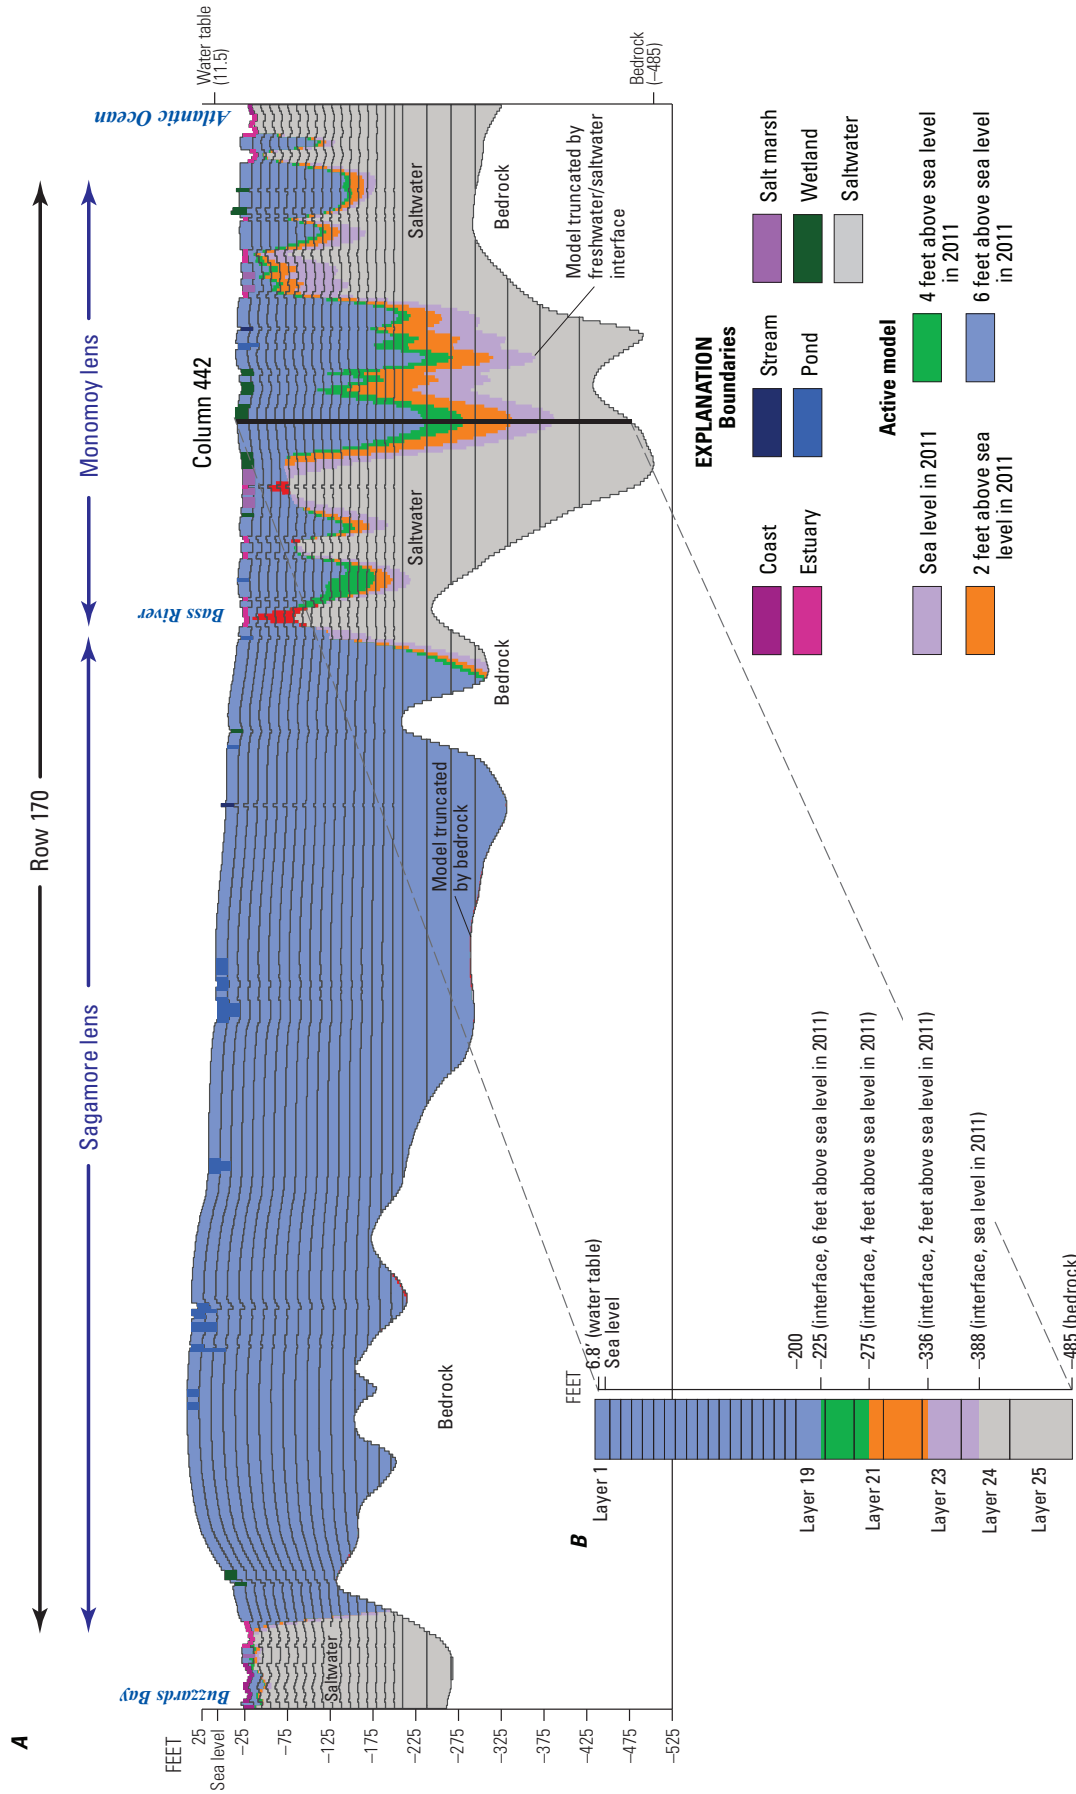 A
Row 170
Sagamore lens
Monomoy lens
Buzzards Bay
Bass River
Atlantic Ocean
Column 442
FEET
25
Sea level
−25
−75
−125
−175
−225
−275
−325
−375
−425
−475
−525
Water table
(11.5)
Bedrock
(−485)
Saltwater
Bedrock
Model truncated
by bedrock
Bedrock
Saltwater
Saltwater
Bedrock
Model truncated by
freshwater/saltwater
interface
B
FEET
6.8’ (water table)
Sea level
−200
−225 (interface, 6 feet above sea level in 2011)
−275 (interface, 4 feet above sea level in 2011)
−336 (interface, 2 feet above sea level in 2011)
−388 (interface, sea level in 2011)
−485 (bedrock)
Layer 1
Layer 19
Layer 21
Layer 23
Layer 24
Layer 25
EXPLANATION
Boundaries
Coast
Stream
Salt marsh
Estuary
Pond
Wetland
Saltwater
Active model
Sea level in 2011
4 feet above sea level
in 2011
2 feet above sea
level in 2011
6 feet above sea level
in 2011